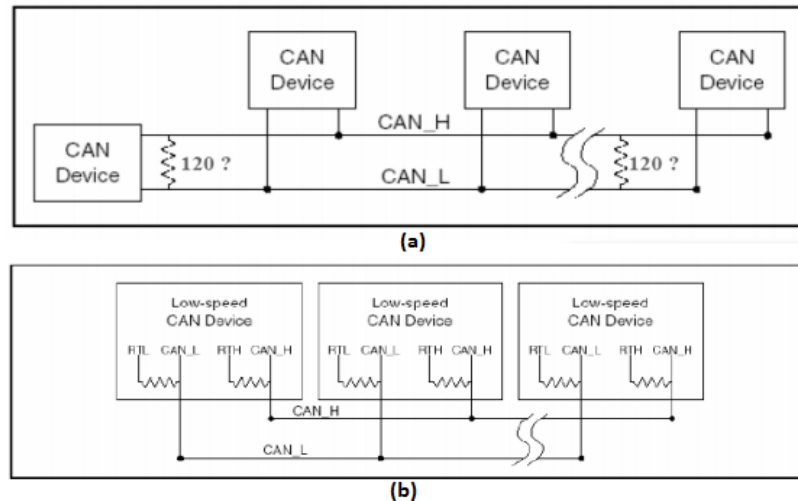 CAN
Device
CAN
Device
CAN
Device
CAN_H
CAN
Device
120 ?
120 ?
CAN_L
(a)
Low-speed
CAN Device
Low-speed
CAN Device
Low-speed
CAN Device
RTL CAN_L RTH CAN_H
RTL CAN_L RTH CAN_H
RTL CAN_L RTH CAN_H
CAN_H
CAN_L
(b)